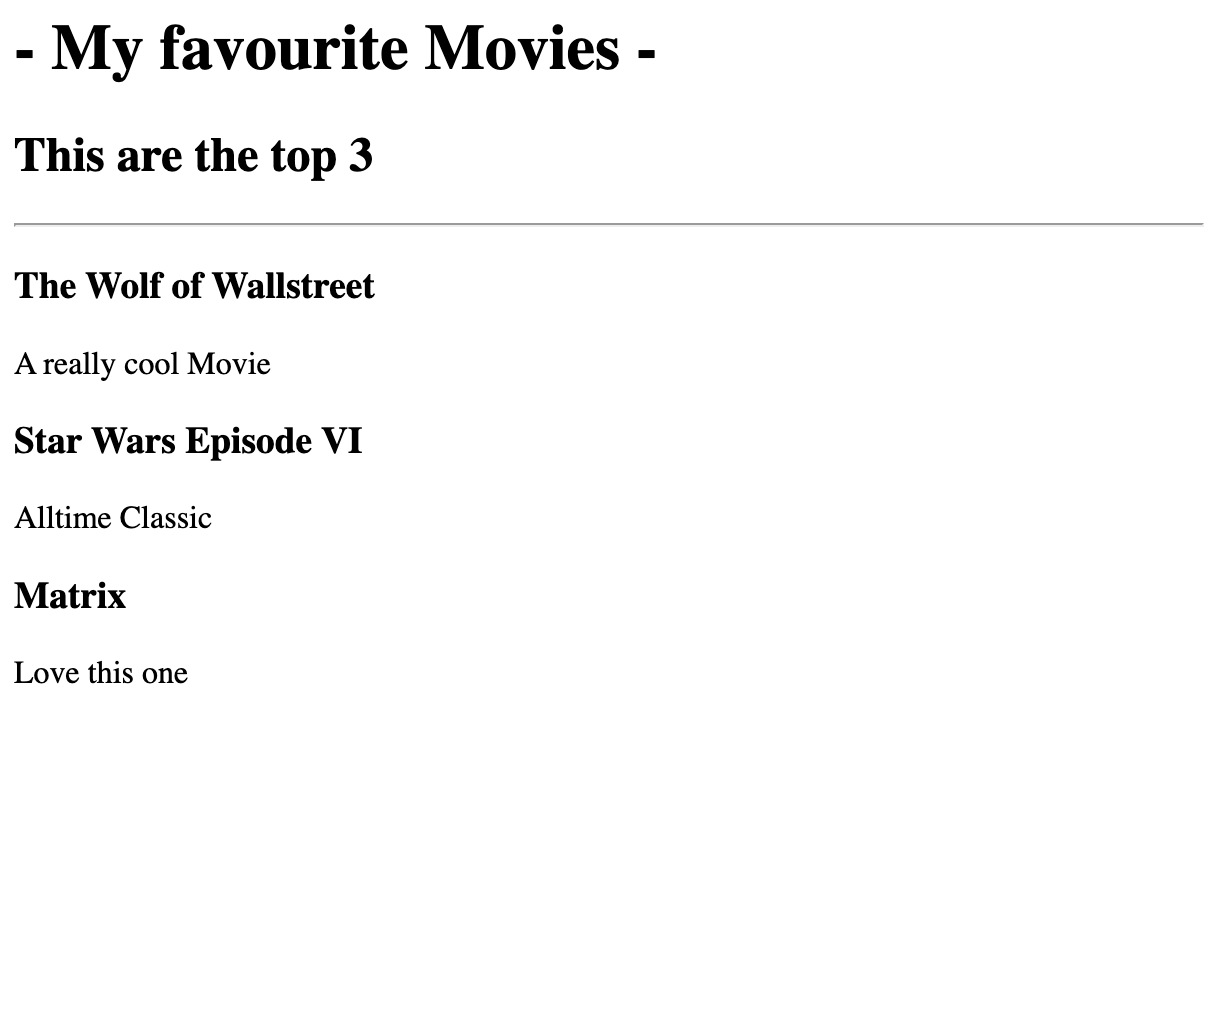 - My favourite Movies -
This are the top 3
The Wolf of Wallstreet
A really cool Movie
Star Wars Episode VI
Alltime Classic
Matrix
Love this one